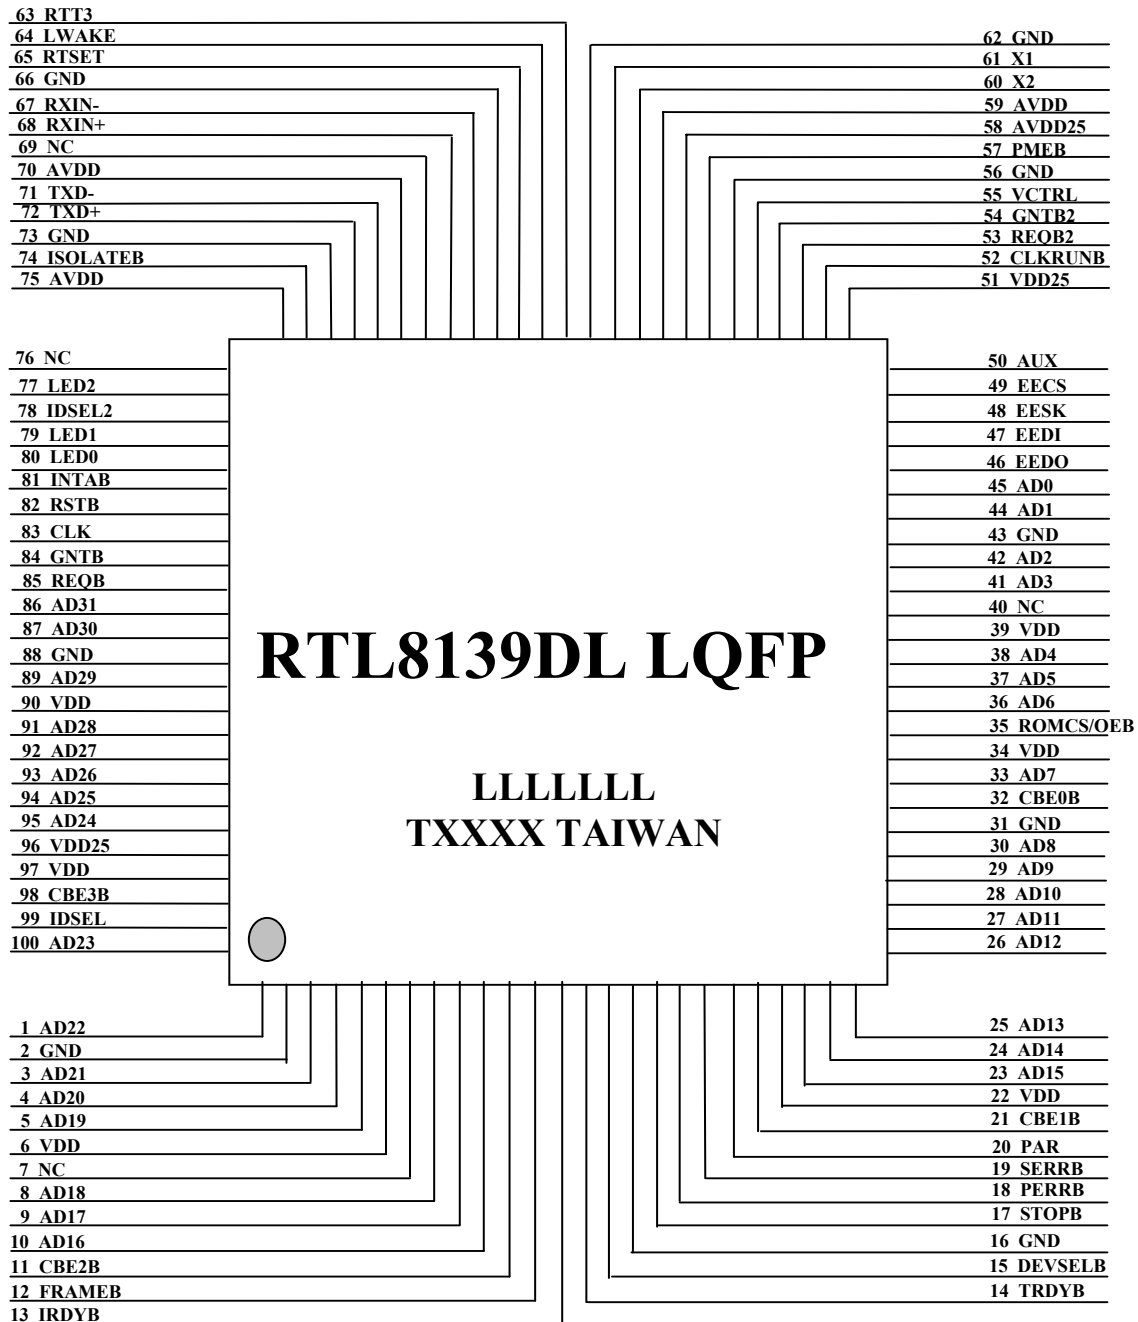 63 RTT3
64 LWAKE
65 RTSET
66 GND
67 RXIN-
68 RXIN+
69 NC
70 AVDD
71 TXD-
72 TXD+
73 GND
74 ISOLATEB
75 AVDD
62 GND
61 X1
60 X2
59 AVDD
58 AVDD25
57 PMEB
56 GND
55 VCTRL
54 GNTB2
53 REQB2
52 CLKRUNB
51 VDD25
76 NC
77 LED2
78 IDSEL2
79 LED1
80 LED0
81 INTAB
82 RSTB
83 CLK
84 GNTB
85 REQB
86 AD31
87 AD30
88 GND
89 AD29
90 VDD
91 AD28
92 AD27
93 AD26
94 AD25
95 AD24
96 VDD25
97 VDD
98 CBE3B
99 IDSEL
100 AD23
RTL8139DL LQFP
LLLLLLL
TXXXX TAIWAN
50 AUX
49 EECS
48 EESK
47 EEDI
46 EEDO
45 AD0
44 AD1
43 GND
42 AD2
41 AD3
40 NC
39 VDD
38 AD4
37 AD5
36 AD6
35 ROMCS/OEB
34 VDD
33 AD7
32 CBE0B
31 GND
30 AD8
29 AD9
28 AD10
27 AD11
26 AD12
1 AD22
2 GND
3 AD21
4 AD20
5 AD19
6 VDD
7 NC
8 AD18
9 AD17
10 AD16
11 CBE2B
12 FRAMEB
13 IRDYB
25 AD13
24 AD14
23 AD15
22 VDD
21 CBE1B
20 PAR
19 SERRB
18 PERRB
17 STOPB
16 GND
15 DEVSELB
14 TRDYB